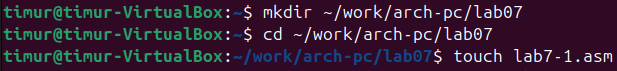 timur@timur-VirtualBox:~$ mkdir ~/work/arch-pc/lab07
timur@timur-VirtualBox:~$ cd ~/work/arch-pc/lab07
timur@timur-VirtualBox:~/work/arch-pc/lab07$ touch lab7-1.asm